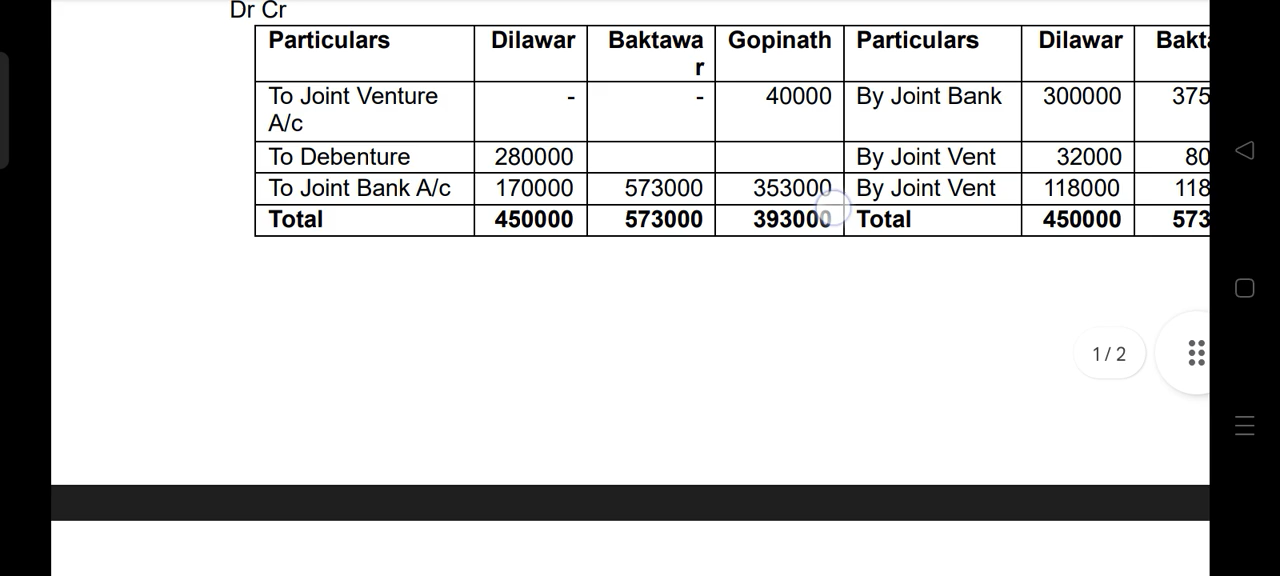 Dr Cr
Particulars Dilawar Baktawa Gopinath Particulars Dilawar Bakta
r
To Joint Venture - - 40000 By Joint Bank 300000 375
A/c
To Debenture 280000 By Joint Vent 32000 80
To Joint Bank A/c 170000 573000 353000 By Joint Vent 118000 118
Total 450000 573000 393000 Total 450000 573
1 / 2